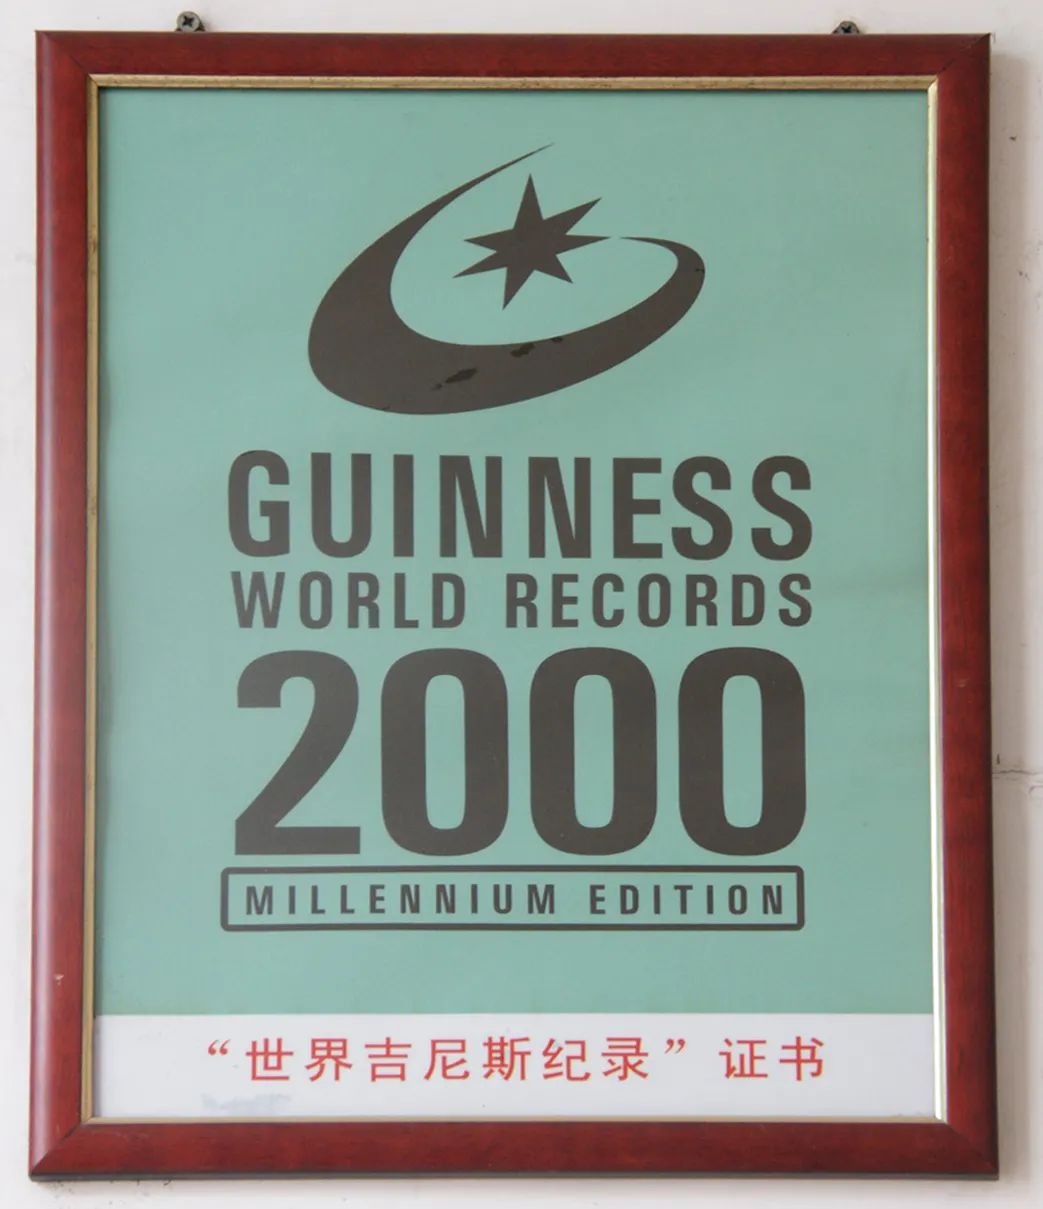 GUINNESS
WORLD RECORDS
2000
MILLENNIUM EDITION
“世界吉尼斯纪录”证书